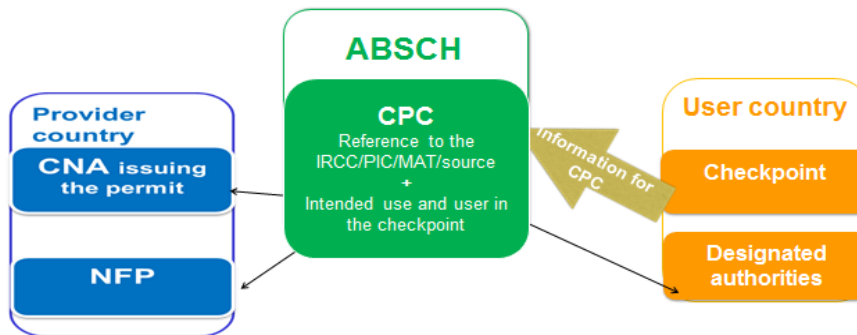 Provider
country
CNA issuing
the permit
NFP
ABSCH
CPC
Reference to the
IRCC/PIC/MAT/source
+
Intended use and user in
the checkpoint
Information for
CPC
User country
Checkpoint
Designated
authorities